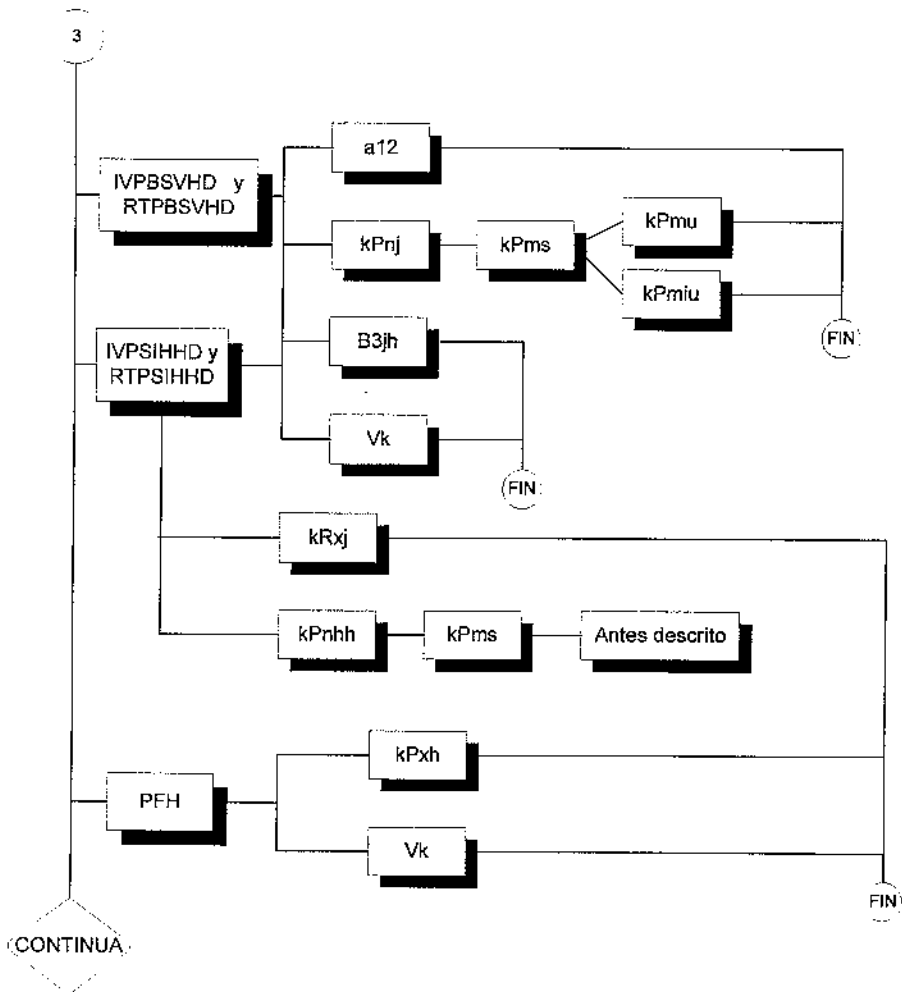 3
a12
IVPBSVHD y
RTPBSVHD
kPnj
kPms
kPmu
kPmiu
FIN
IVPSIHHD y
RTPSIHHD
B3jh
Vk
FIN
kRxj
kPnhh
kPms
Antes descrito
kPxh
PFH
Vk
FIN
CONTINUA